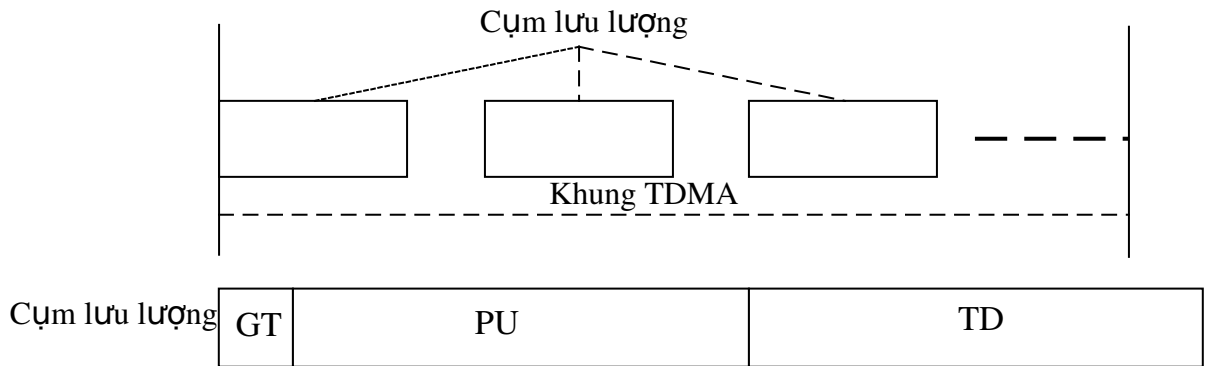 Cụm lưu lượng
Khung TDMA
Cụm lưu lượng
GT
PU
TD